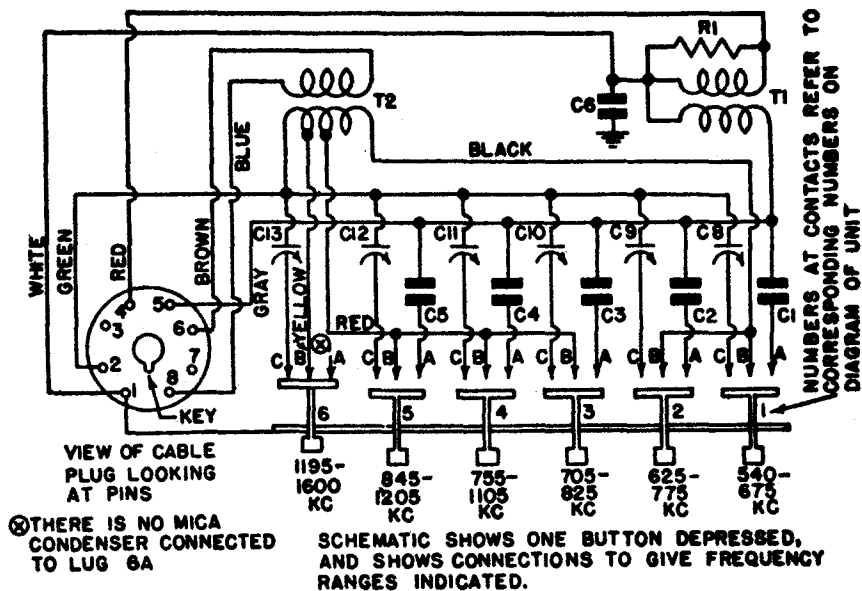 R1
T1
C6
T2
BLACK
BLUE
WHITE
GREEN
RED
BROWN
GRAY
YELLOW
RED
C13
C12
C11
C10
C9
C8
C5
C4
C3
C2
C1
4
5
3
6
2
7
1
8
KEY
C B A
C B A
C B A
C B A
C B A
C B A
6
5
4
3
2
1
VIEW OF CABLE
PLUG LOOKING
AT PINS
1195-
1600
KC
845-
1205
KC
755-
1105
KC
705-
825
KC
625-
775
KC
540-
675
KC
NUMBERS AT CONTACTS REFER TO
CORRESPONDING NUMBERS ON
DIAGRAM OF UNIT
⊗ THERE IS NO MICA
CONDENSER CONNECTED
TO LUG 6A
SCHEMATIC SHOWS ONE BUTTON DEPRESSED,
AND SHOWS CONNECTIONS TO GIVE FREQUENCY
RANGES INDICATED.